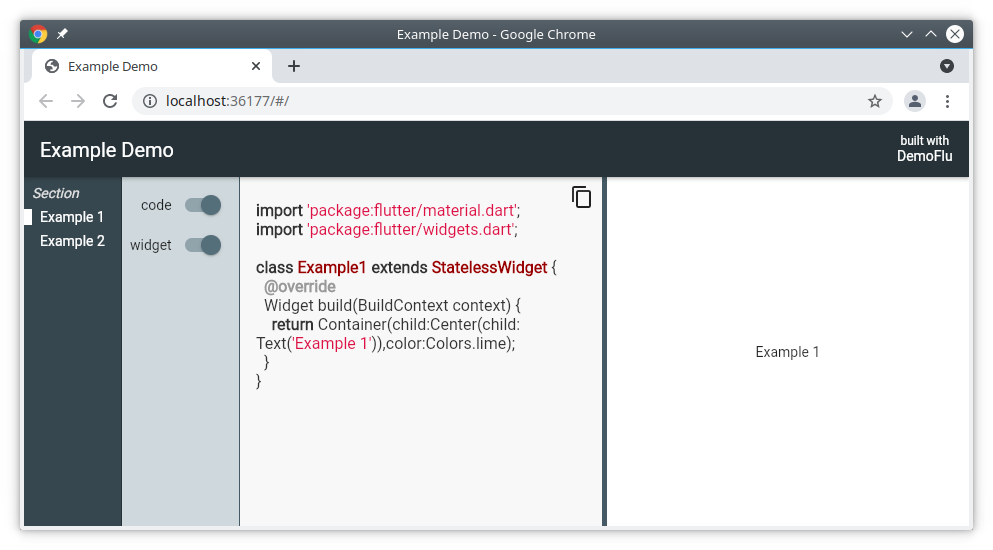 Example Demo - Google Chrome
Example Demo
localhost:36177/#/
Example Demo
built with
DemoFlu
Section
Example 1
Example 2
code
widget
import 'package:flutter/material.dart';
import 'package:flutter/widgets.dart';
class Example1 extends StatelessWidget {
@override
Widget build(BuildContext context) {
return Container(child:Center(child:
Text('Example 1')),color:Colors.lime);
}
}
Example 1